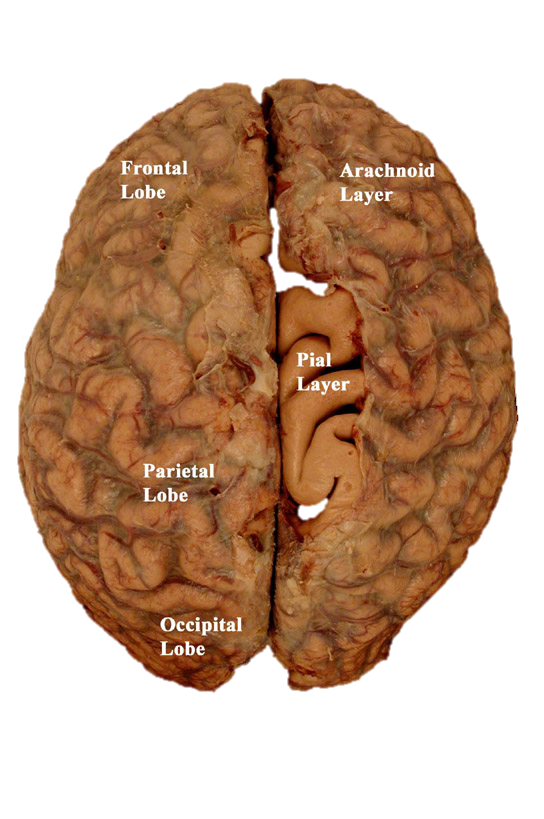 Frontal
Lobe
Arachnoid
Layer
Pial
Layer
Parietal
Lobe
Occipital
Lobe